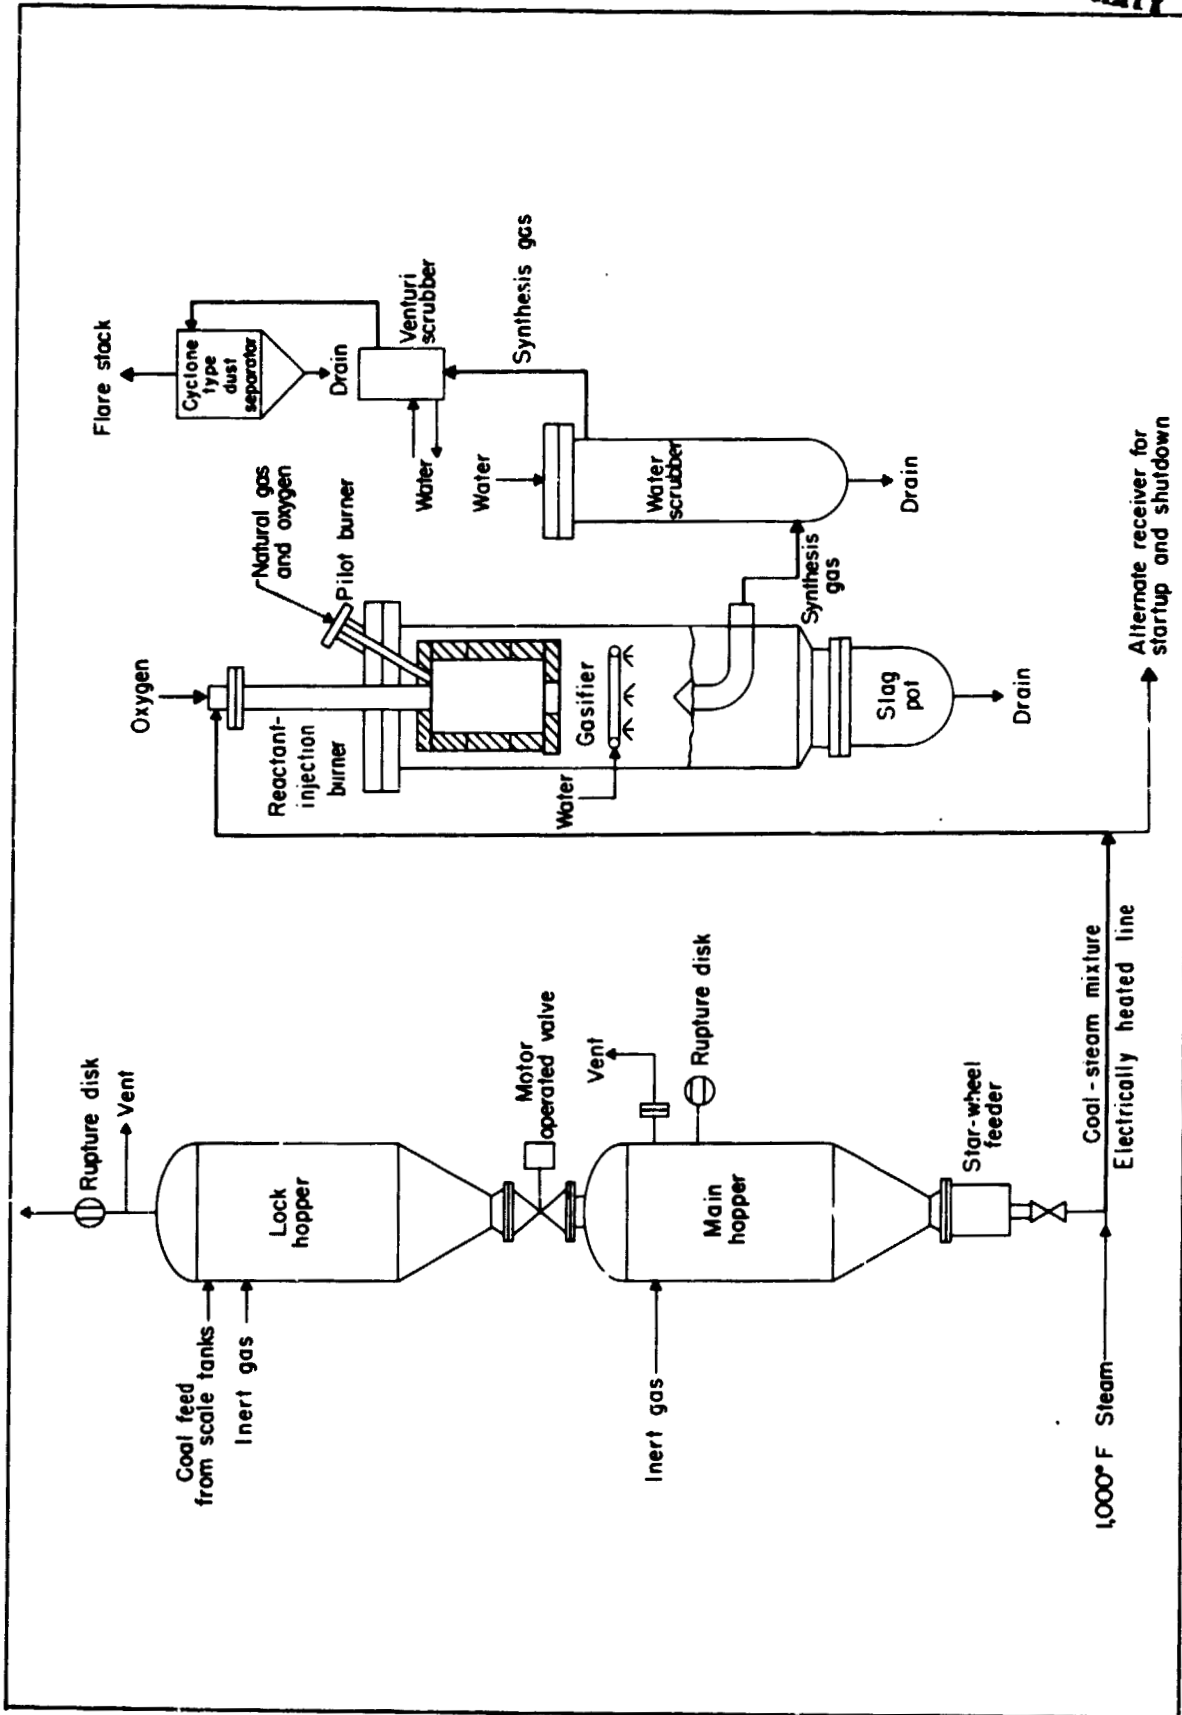 Rupture disk
Vent
Coal feed
from scale tanks
Inert gas
Lock
hopper
Motor
operated valve
Vent
Rupture disk
Inert gas
Main
hopper
Star-wheel
feeder
1,000° F Steam
Coal-steam mixture
Electrically heated line
Alternate receiver for
startup and shutdown
Oxygen
Reactant-
injection
burner
Natural gas
and oxygen
Pilot burner
Gasifier
Water
Slag
pot
Drain
Synthesis
gas
Water
Water
scrubber
Drain
Synthesis gas
Water
Venturi
scrubber
Flare stack
Cyclone
type
dust
separator
Drain